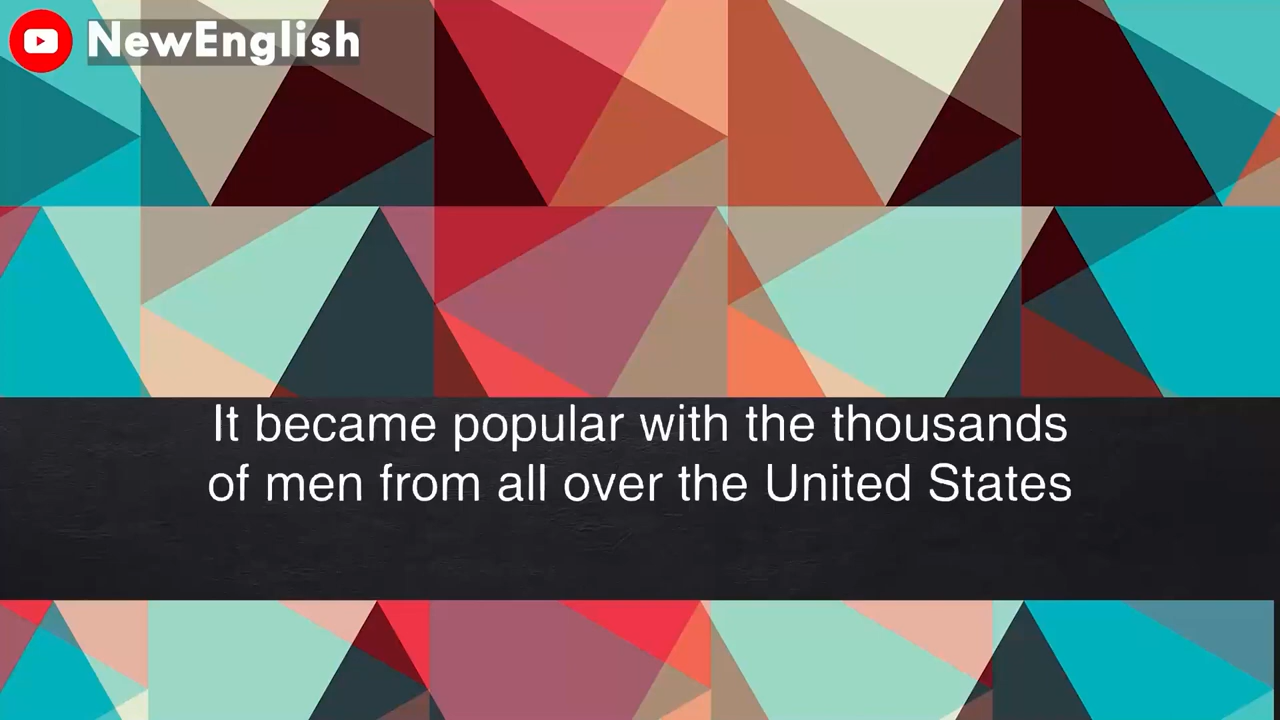 NewEnglish
It became popular with the thousands
of men from all over the United States